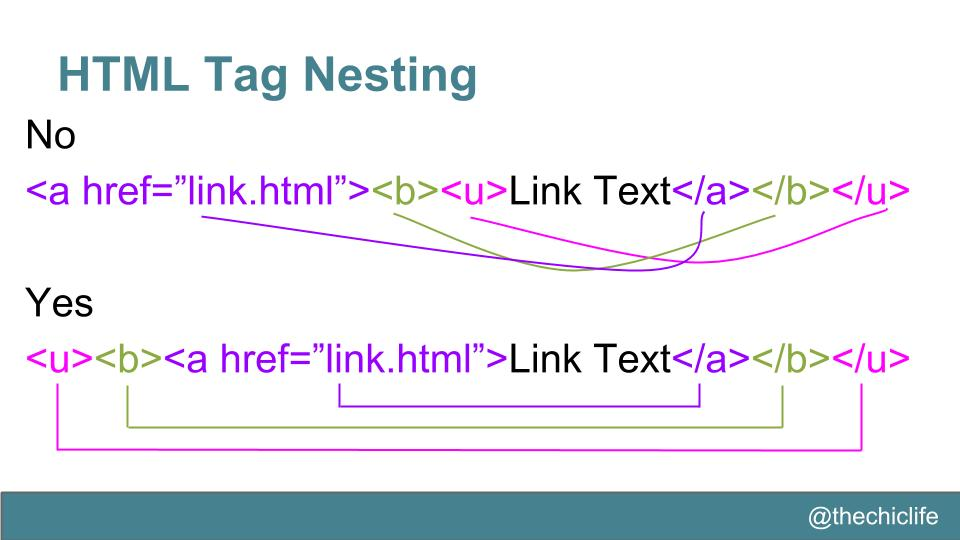 HTML Tag Nesting
No
<a href=”link.html”><b><u>Link Text</a></b></u>
Yes
<u><b><a href=”link.html”>Link Text</a></b></u>
@thechiclife